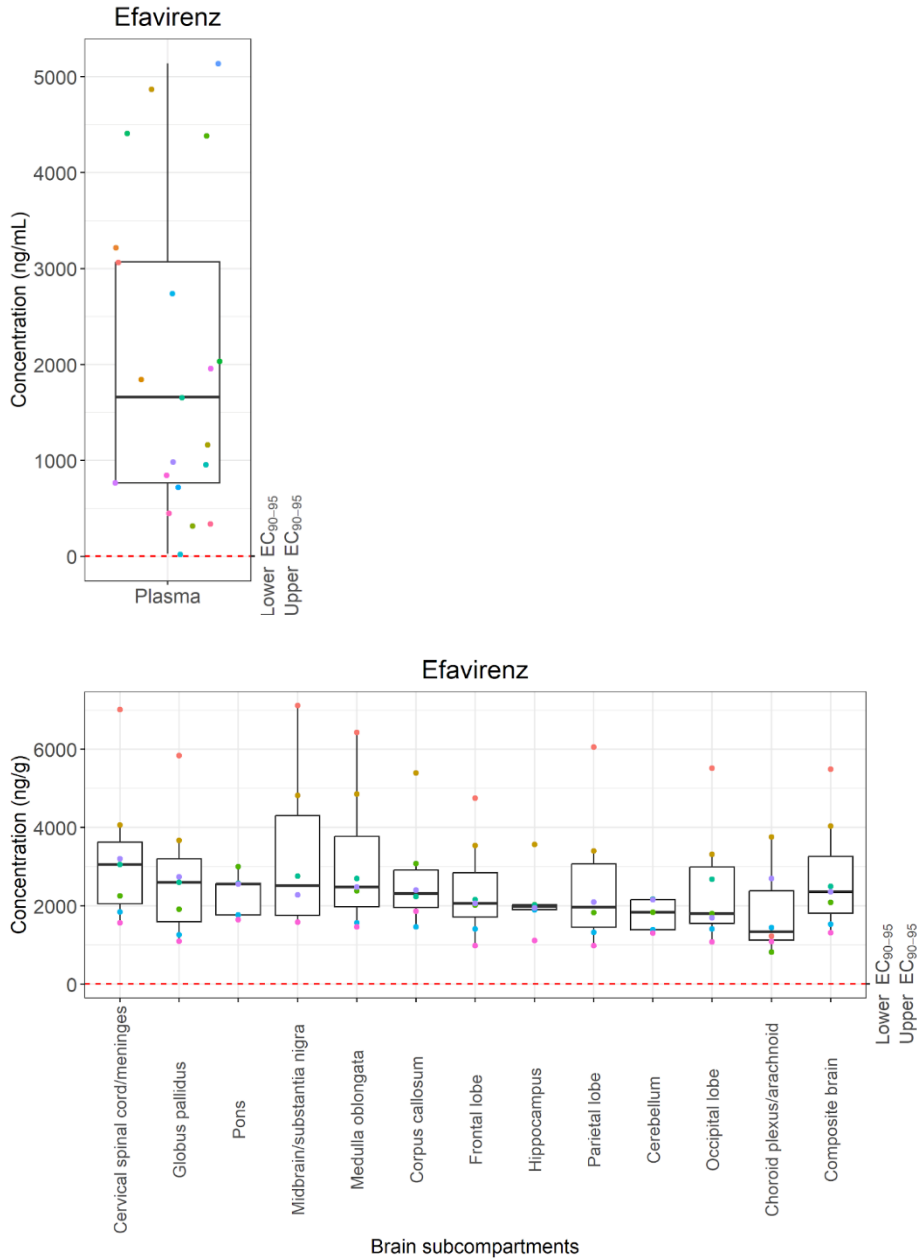 Efavirenz
Concentration (ng/mL)
5000
4000
3000
2000
1000
0
Plasma
Lower EC90–95
Upper EC90–95
Efavirenz
Concentration (ng/g)
6000
4000
2000
0
Lower EC90–95
Upper EC90–95
Cervical spinal cord/meninges
Globus pallidus
Pons
Midbrain/substantia nigra
Medulla oblongata
Corpus callosum
Frontal lobe
Hippocampus
Parietal lobe
Cerebellum
Occipital lobe
Choroid plexus/arachnoid
Composite brain
Brain subcompartments